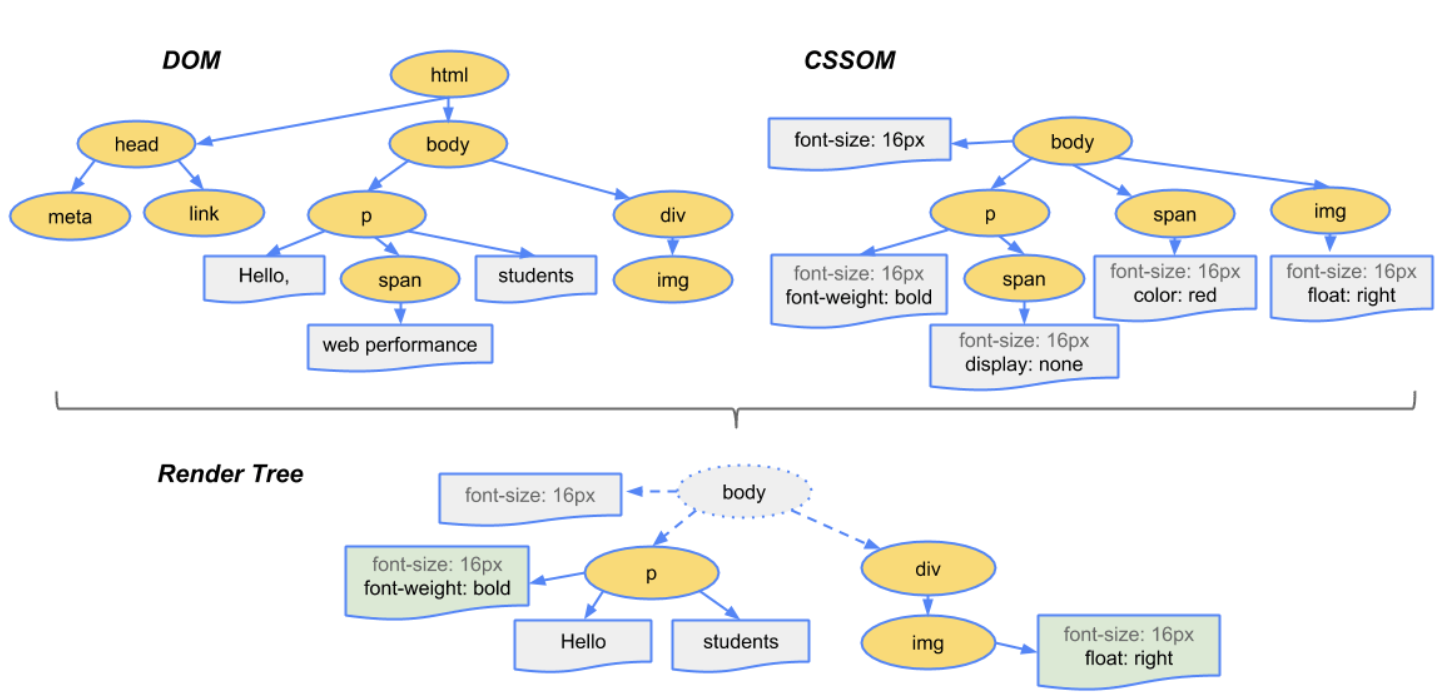 DOM
html
head
body
meta
link
p
div
Hello,
span
students
img
web performance
CSSOM
font-size: 16px
body
p
span
img
font-size: 16px
font-weight: bold
span
font-size: 16px
color: red
font-size: 16px
float: right
font-size: 16px
display: none
Render Tree
font-size: 16px
body
font-size: 16px
font-weight: bold
p
div
Hello
students
img
font-size: 16px
float: right